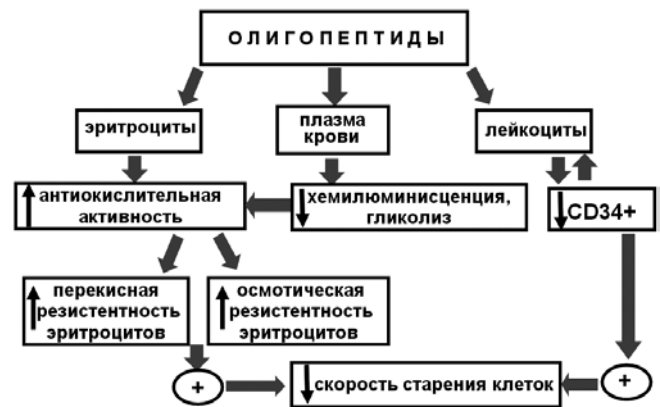 ОЛИГОПЕПТИДЫ
эритроциты
плазма
крови
лейкоциты
антиокислительная
активность
хемилюминисценция,
гликолиз
CD34+
перекисная
резистентность
эритроцитов
осмотическая
резистентность
эритроцитов
+
скорость старения клеток
+